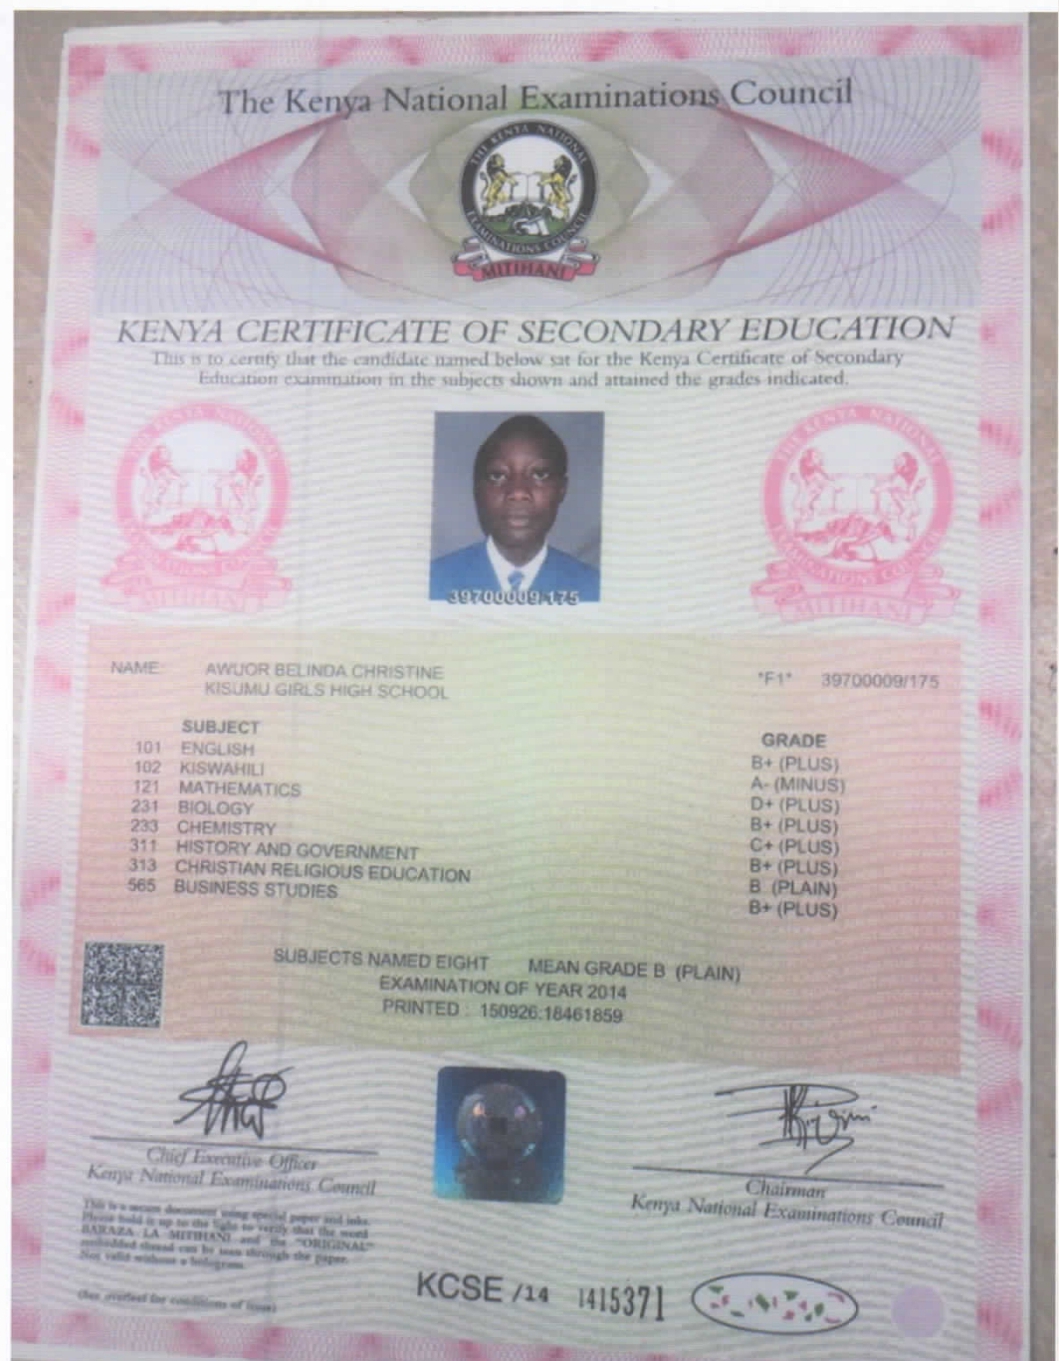 The Kenya National Examinations Council
THE KENYA NATIONAL
EXAMINATIONS COUNCIL
MITIHANI
KENYA CERTIFICATE OF SECONDARY EDUCATION
This is to certify that the candidate named below sat for the Kenya Certificate of Secondary
Education examination in the subjects shown and attained the grades indicated.
THE KENYA NATIONAL
EXAMINATIONS COUNCIL
MITIHANI
THE KENYA NATIONAL
EXAMINATIONS COUNCIL
MITIHANI
39700009/175
NAME AWUOR BELINDA CHRISTINE *F1* 39700009/175
KISUMU GIRLS HIGH SCHOOL
SUBJECT GRADE
101 ENGLISH B+ (PLUS)
102 KISWAHILI A- (MINUS)
121 MATHEMATICS D+ (PLUS)
231 BIOLOGY B+ (PLUS)
233 CHEMISTRY C+ (PLUS)
311 HISTORY AND GOVERNMENT B+ (PLUS)
313 CHRISTIAN RELIGIOUS EDUCATION B (PLAIN)
565 BUSINESS STUDIES B+ (PLUS)
SUBJECTS NAMED EIGHT MEAN GRADE B (PLAIN)
EXAMINATION OF YEAR 2014
PRINTED : 150926:18461859
Chief Executive Officer
Kenya National Examinations Council
Chairman
Kenya National Examinations Council
This is a secure document using special paper and inks.
Please hold it up to the light to verify that the word
BARAZA LA MITIHANI and the "ORIGINAL"
embedded thread can be seen through the paper.
Not valid without a hologram.
(See overleaf for conditions of issue)
KCSE /14 1415371